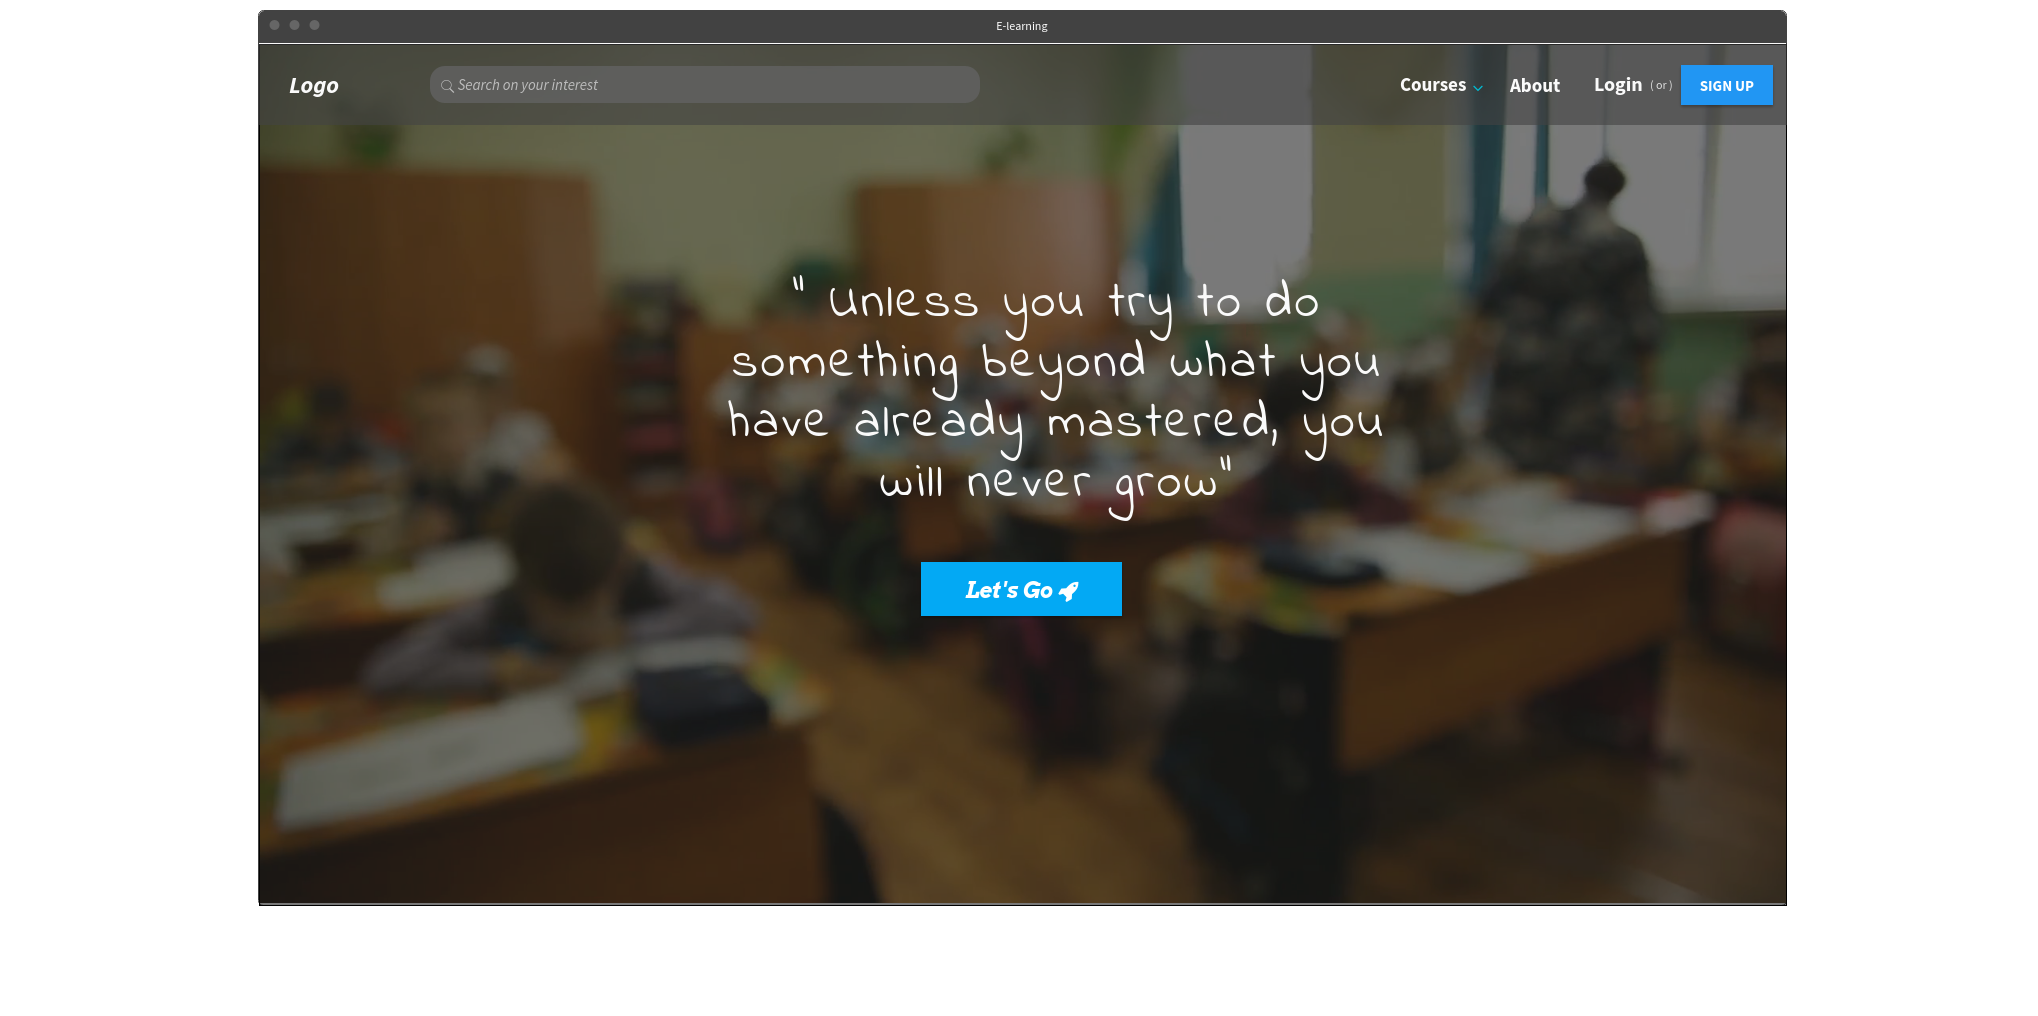 E-learning
Logo
Search on your interest
Courses
About
Login
( or )
SIGN UP
" Unless you try to do
something beyond what you
have already mastered, you
will never grow"
Let's Go